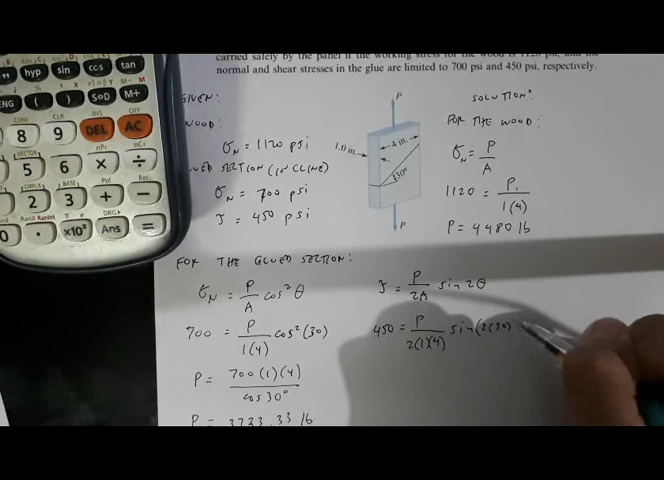 carried safely by the panel if the working stress for the wood is 1120 psi, and the
normal and shear stresses in the glue are limited to 700 psi and 450 psi, respectively.
GIVEN:
WOOD:
σN = 1120 psi
SECTION (INCLINE)
σN = 700 psi
τ = 450 psi
P
1.0 in.
4 in.
30°
P
SOLUTION:
FOR THE WOOD:
σN = P/A
1120 = P/1(4)
P = 4480 lb
FOR THE GLUED SECTION:
σN = P/A cos²θ
700 = P/1(4) cos²(30)
P = 700(1)(4)/cos30°
P = 3733.33 lb
τ = P/2A sin 2θ
450 = P/2(1)(4) sin(2(30)
hyp sin cos tan
ENG ( ) S⇔D M+
8 9 DEL AC
5 6 × ÷
2 3 + −
0 · ×10ˣ Ans =